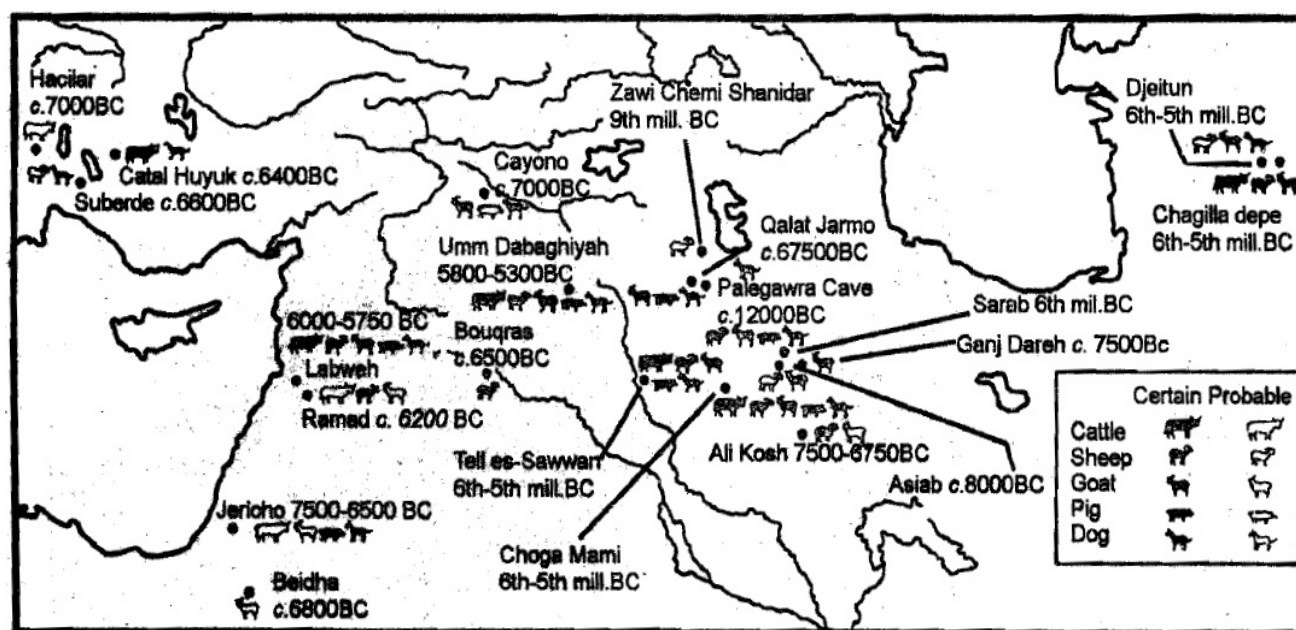 Hacilar
c.7000BC
Catal Huyuk c.6400BC
Suberde c.6600BC
Cayono
c.7000BC
Zawi Chemi Shanidar
9th mill. BC
Djeitun
6th-5th mill.BC
Chagilla depe
6th-5th mill.BC
Qalat Jarmo
c.67500BC
Umm Dabaghiyah
5800-5300BC
Palegawra Cave
c.12000BC
Sarab 6th mil.BC
Ganj Dareh c. 7500Bc
6000-5750 BC
Labweh
Ramad c. 6200 BC
Bouqras
c.6500BC
Tell es-Sawwan
6th-5th mill.BC
Ali Kosh 7500-6750BC
Asiab c.8000BC
Jericho 7500-6500 BC
Choga Mami
6th-5th mill.BC
Beidha
c.6800BC
Certain Probable
Cattle
Sheep
Goat
Pig
Dog